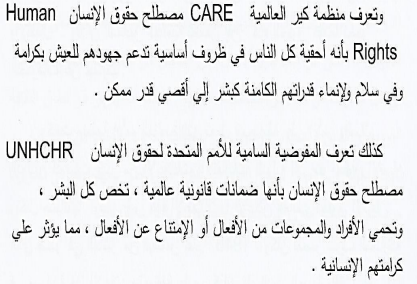 وتعرف منظمة كير العالمية CARE مصطلح حقوق الإنسان Human
Rights بأنه أحقية كل الناس في ظروف أساسية تدعم جهودهم للعيش بكرامة
وفي سلام ولإنماء قدراتهم الكامنة كبشر إلي أقصي قدر ممكن .
كذلك تعرف المفوضية السامية للأمم المتحدة لحقوق الإنسان UNHCHR
مصطلح حقوق الإنسان بأنها ضمانات قانونية عالمية ، تخص كل البشر ،
وتحمي الأفراد والمجموعات من الأفعال أو الإمتناع عن الأفعال ، مما يؤثر علي
كرامتهم الإنسانية .